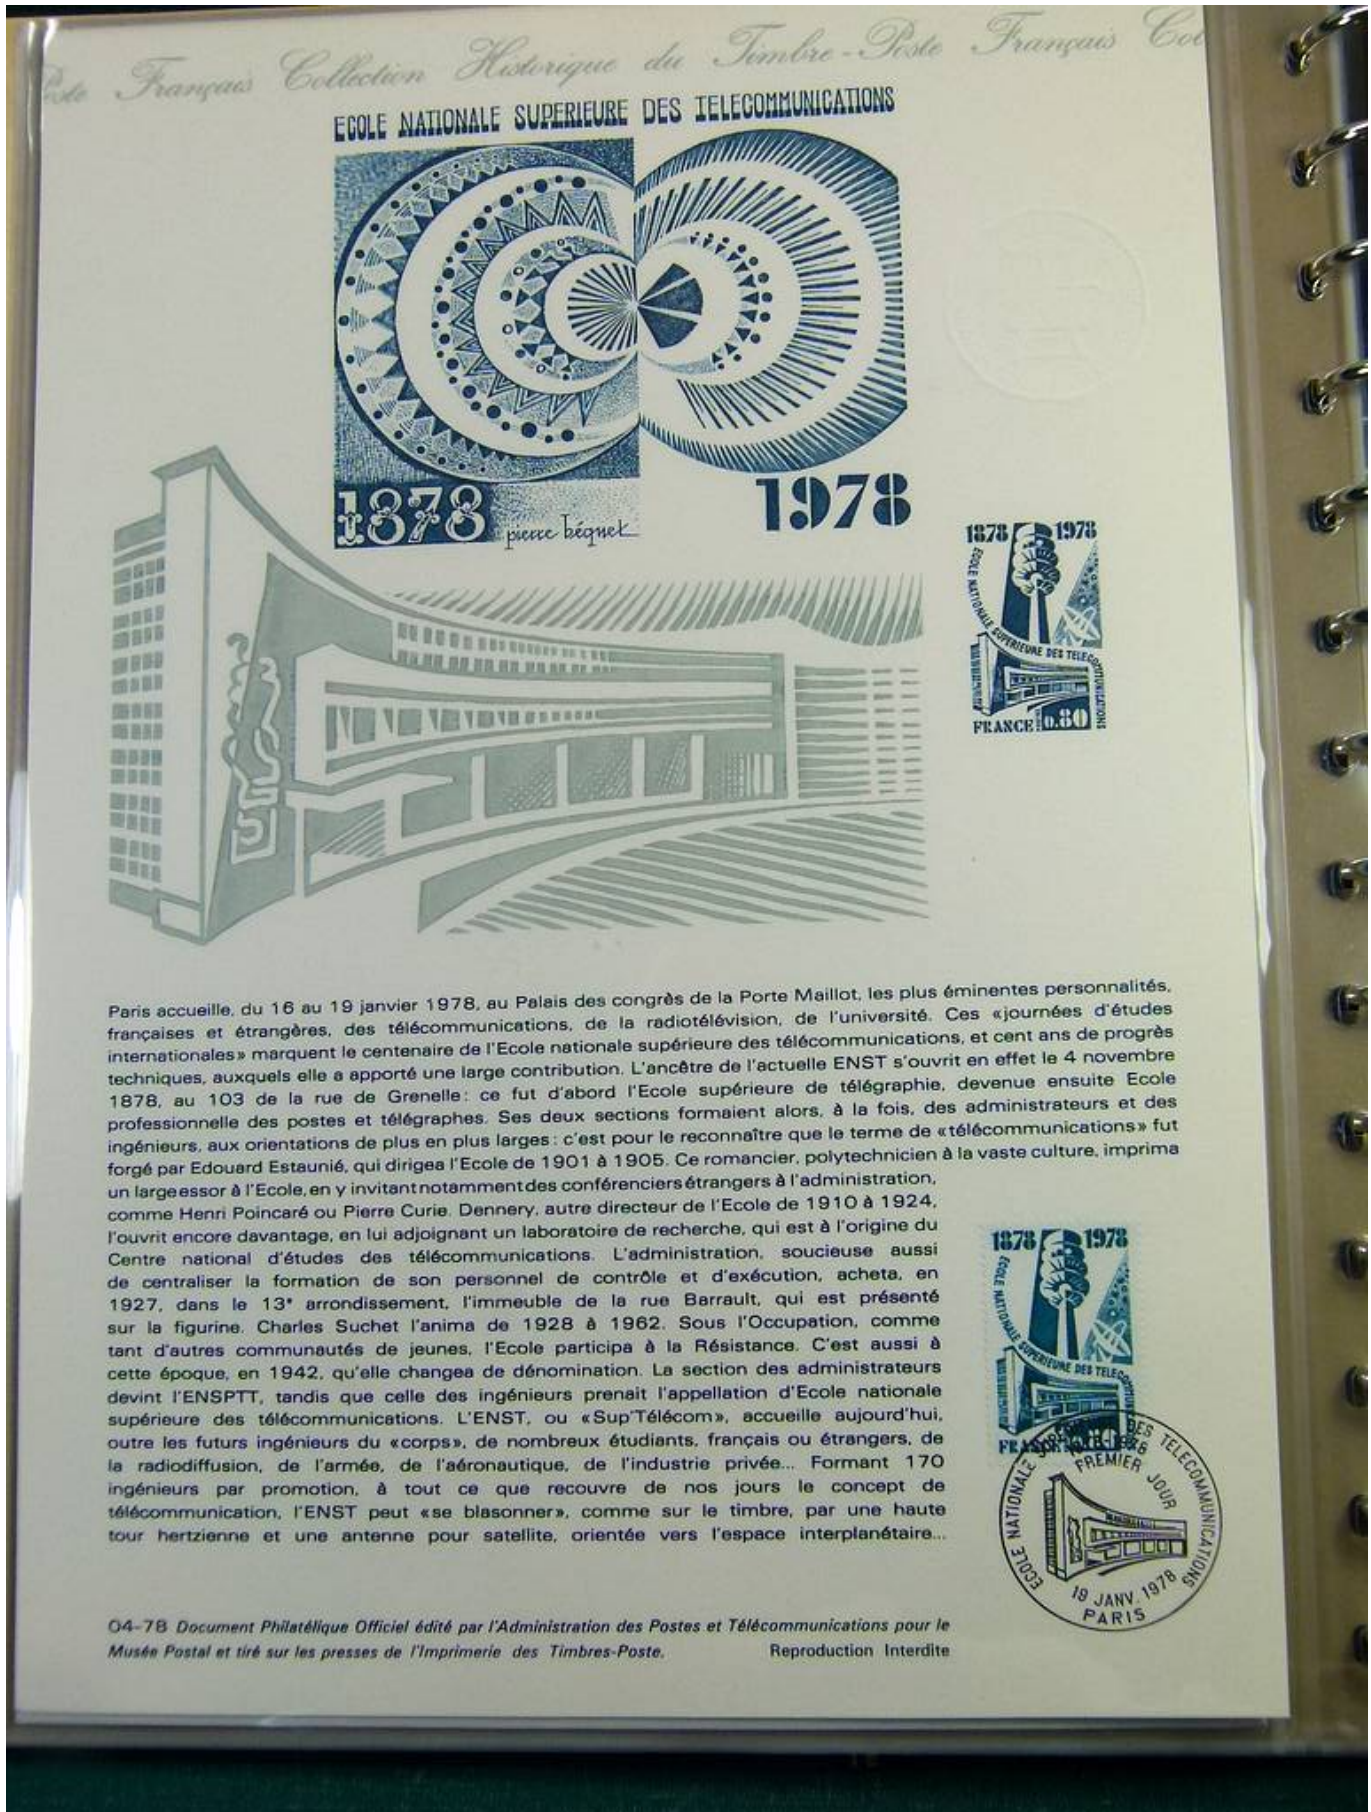 Poste Français Collection Historique du Timbre-Poste Français Col
ECOLE NATIONALE SUPERIEURE DES TELECOMMUNICATIONS
1878
pierre béquet
1978
1878 1978
ECOLE NATIONALE SUPERIEURE DES TELECOMMUNICATIONS
FRANCE 0.80
Paris accueille, du 16 au 19 janvier 1978, au Palais des congrès de la Porte Maillot, les plus éminentes personnalités,
françaises et étrangères, des télécommunications, de la radiotélévision, de l'université. Ces «journées d'études
internationales» marquent le centenaire de l'Ecole nationale supérieure des télécommunications, et cent ans de progrès
techniques, auxquels elle a apporté une large contribution. L'ancêtre de l'actuelle ENST s'ouvrit en effet le 4 novembre
1878, au 103 de la rue de Grenelle : ce fut d'abord l'Ecole supérieure de télégraphie, devenue ensuite Ecole
professionnelle des postes et télégraphes. Ses deux sections formaient alors, à la fois, des administrateurs et des
ingénieurs, aux orientations de plus en plus larges : c'est pour le reconnaître que le terme de «télécommunications» fut
forgé par Edouard Estaunié, qui dirigea l'Ecole de 1901 à 1905. Ce romancier, polytechnicien à la vaste culture, imprima
un large essor à l'Ecole, en y invitant notamment des conférenciers étrangers à l'administration,
comme Henri Poincaré ou Pierre Curie. Dennery, autre directeur de l'Ecole de 1910 à 1924,
l'ouvrit encore davantage, en lui adjoignant un laboratoire de recherche, qui est à l'origine du
Centre national d'études des télécommunications. L'administration, soucieuse aussi
de centraliser la formation de son personnel de contrôle et d'exécution, acheta, en
1927, dans le 13e arrondissement, l'immeuble de la rue Barrault, qui est présenté
sur la figurine. Charles Suchet l'anima de 1928 à 1962. Sous l'Occupation, comme
tant d'autres communautés de jeunes, l'Ecole participa à la Résistance. C'est aussi à
cette époque, en 1942, qu'elle changea de dénomination. La section des administrateurs
devint l'ENSPTT, tandis que celle des ingénieurs prenait l'appellation d'Ecole nationale
supérieure des télécommunications. L'ENST, ou «Sup'Télécom», accueille aujourd'hui,
outre les futurs ingénieurs du «corps», de nombreux étudiants, français ou étrangers, de
la radiodiffusion, de l'armée, de l'aéronautique, de l'industrie privée... Formant 170
ingénieurs par promotion, à tout ce que recouvre de nos jours le concept de
télécommunication, l'ENST peut «se blasonner», comme sur le timbre, par une haute
tour hertzienne et une antenne pour satellite, orientée vers l'espace interplanétaire...
1878 1978
ECOLE NATIONALE SUPERIEURE DES TELECOMMUN
ECOLE NATIONALE SUPERIEURE DES TELECOMMUNICATIONS
1878-1978
PREMIER JOUR
19 JANV. 1978
PARIS
04-78 Document Philatélique Officiel édité par l'Administration des Postes et Télécommunications pour le
Musée Postal et tiré sur les presses de l'Imprimerie des Timbres-Poste. Reproduction Interdite